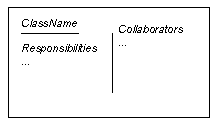 ClassName
Responsibilities
...
Collaborators
...